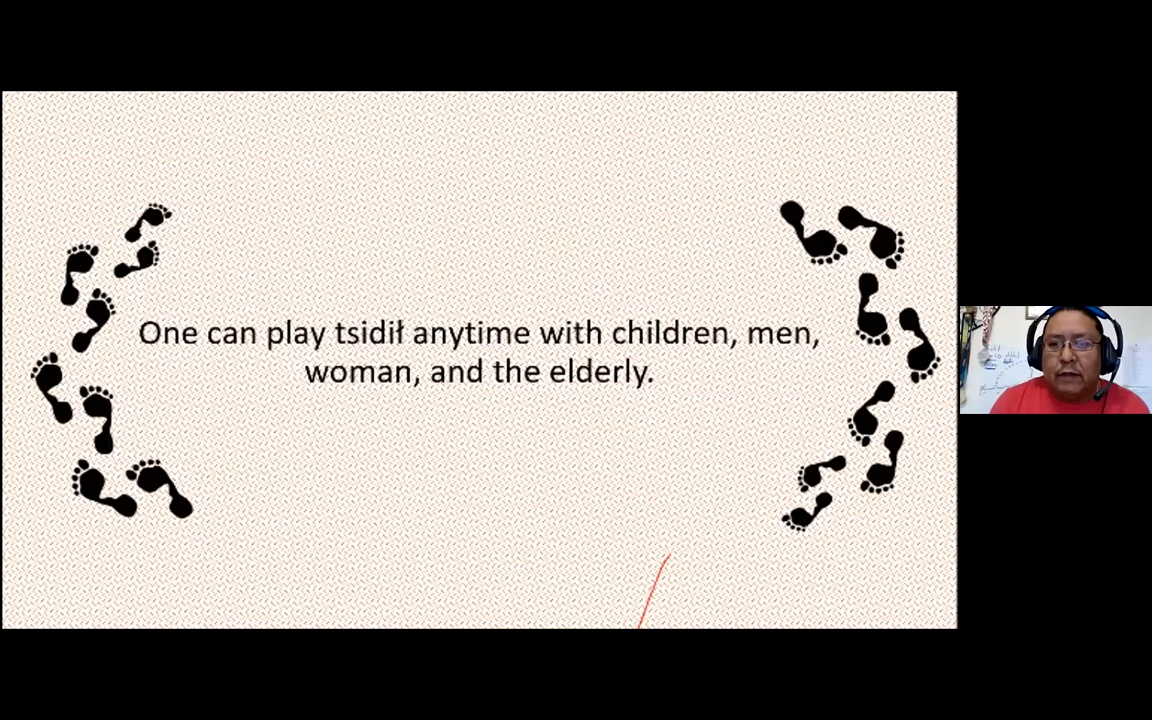 One can play tsidił anytime with children, men,
woman, and the elderly.